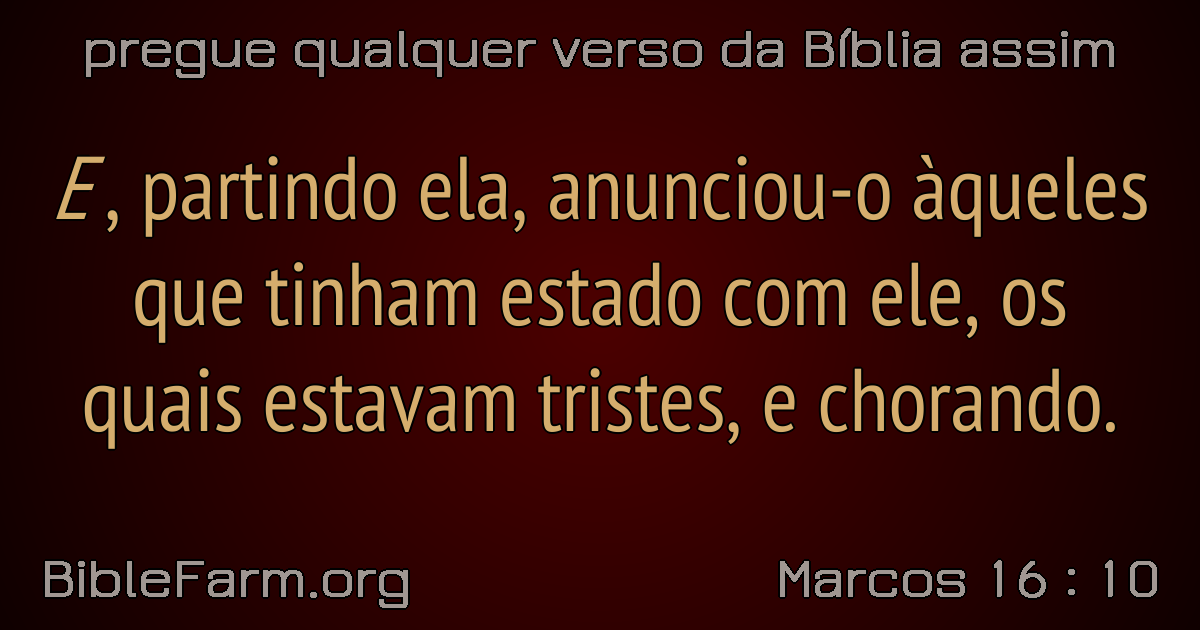 pregue qualquer verso da Bíblia assim
E, partindo ela, anunciou-o àqueles
que tinham estado com ele, os
quais estavam tristes, e chorando.
BibleFarm.org
Marcos 16 : 10